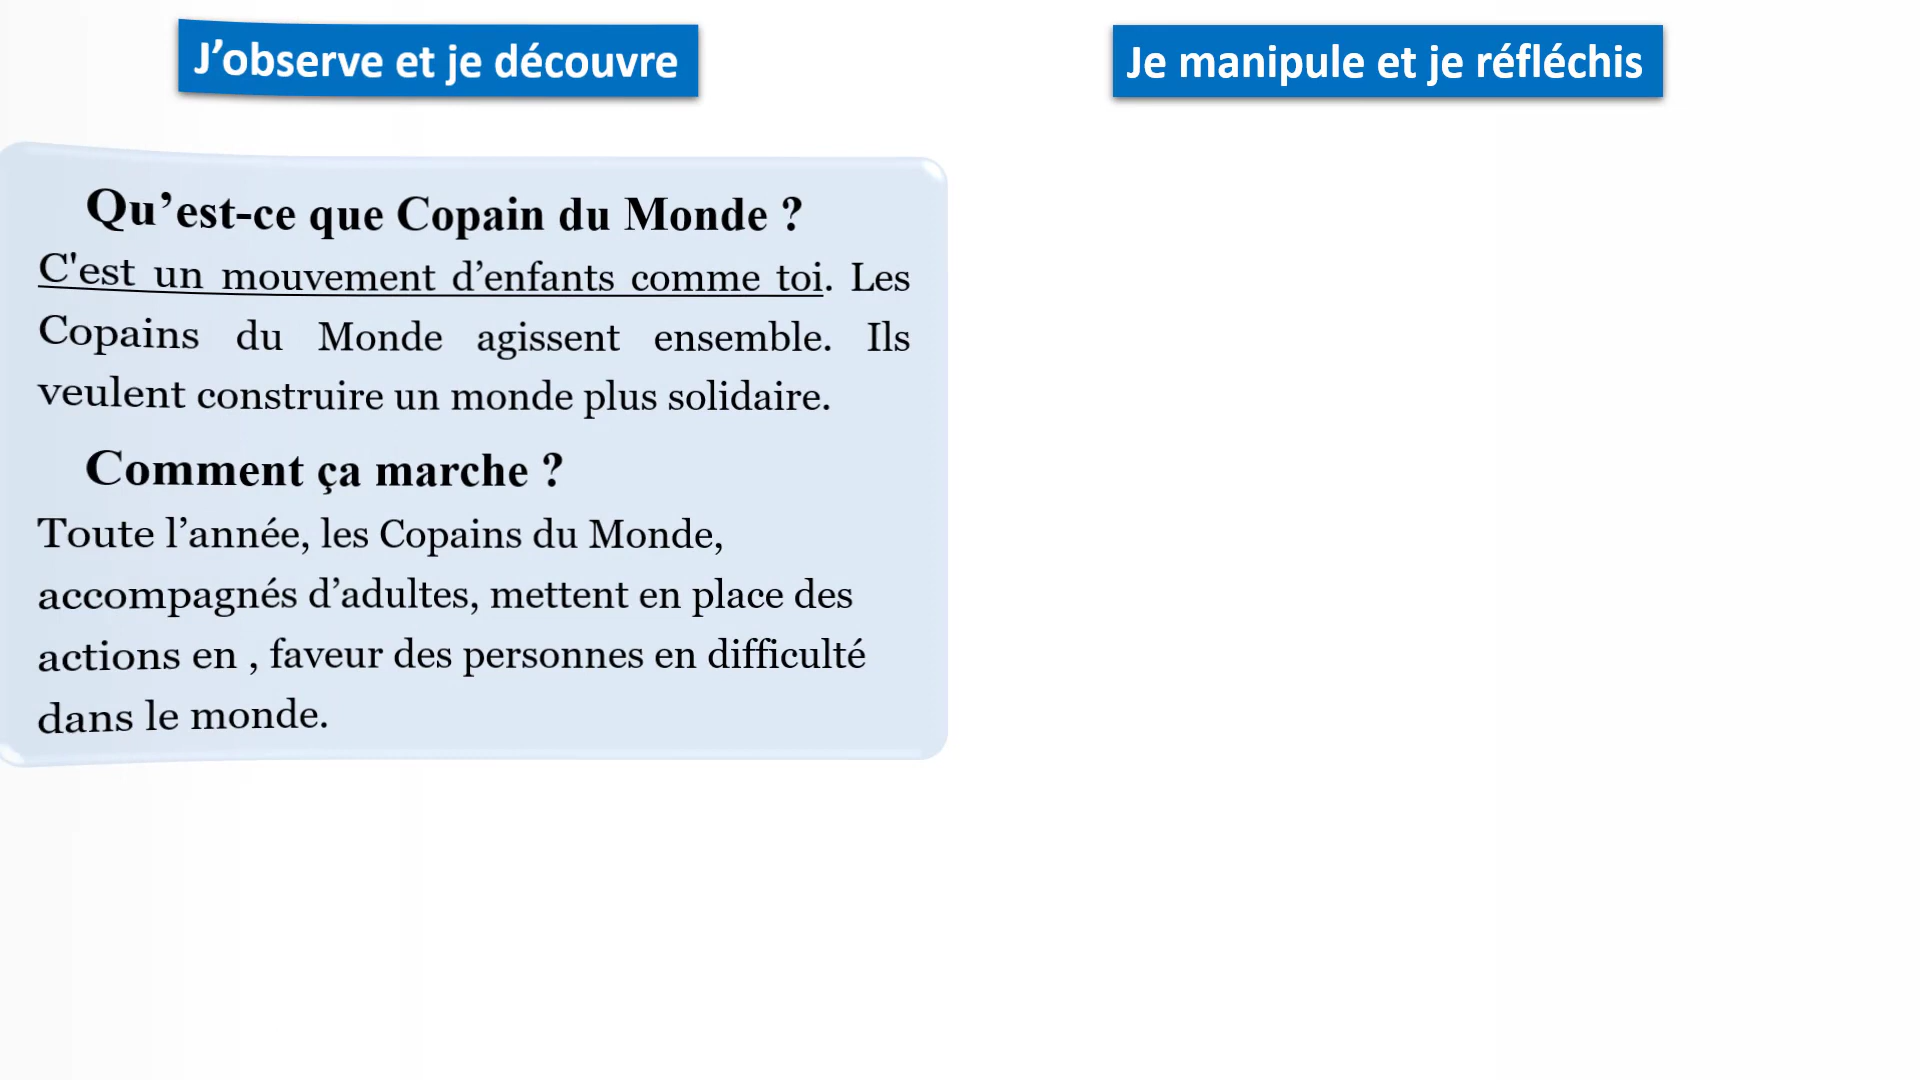 J’observe et je découvre
Je manipule et je réfléchis
Qu’est-ce que Copain du Monde ?
C'est un mouvement d’enfants comme toi. Les
Copains du Monde agissent ensemble. Ils
veulent construire un monde plus solidaire.
Comment ça marche ?
Toute l’année, les Copains du Monde,
accompagnés d’adultes, mettent en place des
actions en , faveur des personnes en difficulté
dans le monde.